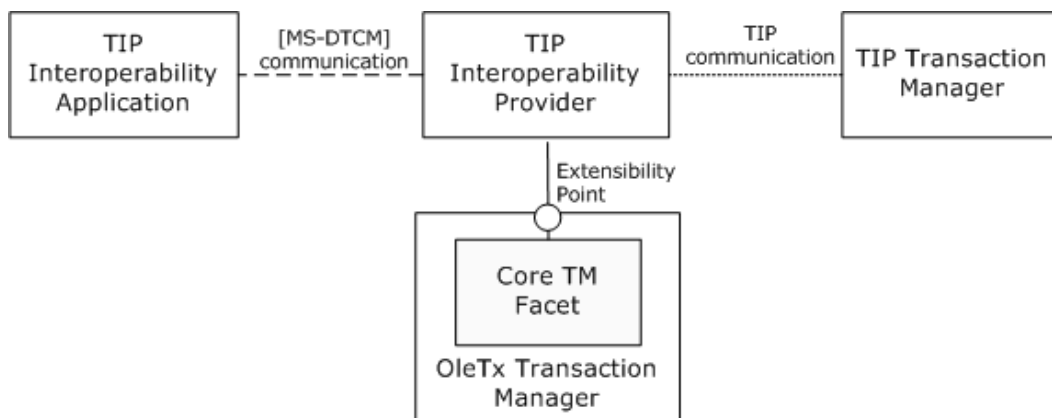 TIP
Interoperability
Application
[MS-DTCM]
communication
TIP
Interoperability
Provider
TIP
communication
TIP Transaction
Manager
Extensibility
Point
Core TM
Facet
OleTx Transaction
Manager